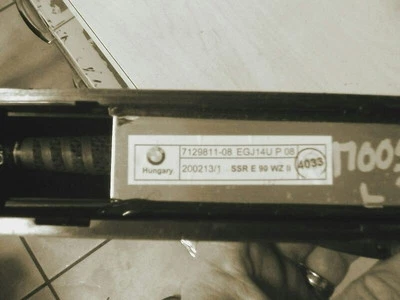 7129811-08 EGJ14U P 08
Hungary. 200213/1 SSR E 90 WZ II 4033
L